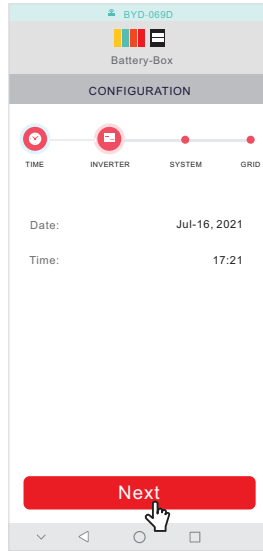 BYD-069D
Battery-Box
CONFIGURATION
TIME INVERTER SYSTEM GRID
Date: Jul-16, 2021
Time: 17:21
Next